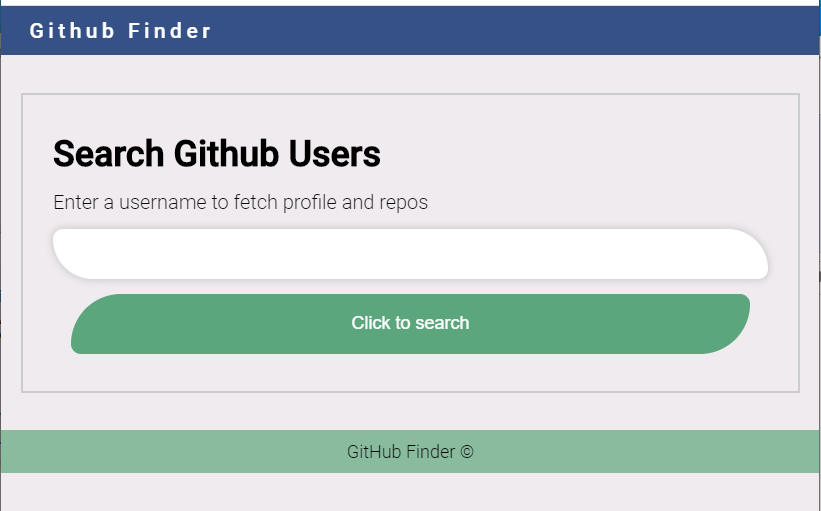 Github Finder
Search Github Users
Enter a username to fetch profile and repos
Click to search
GitHub Finder ©